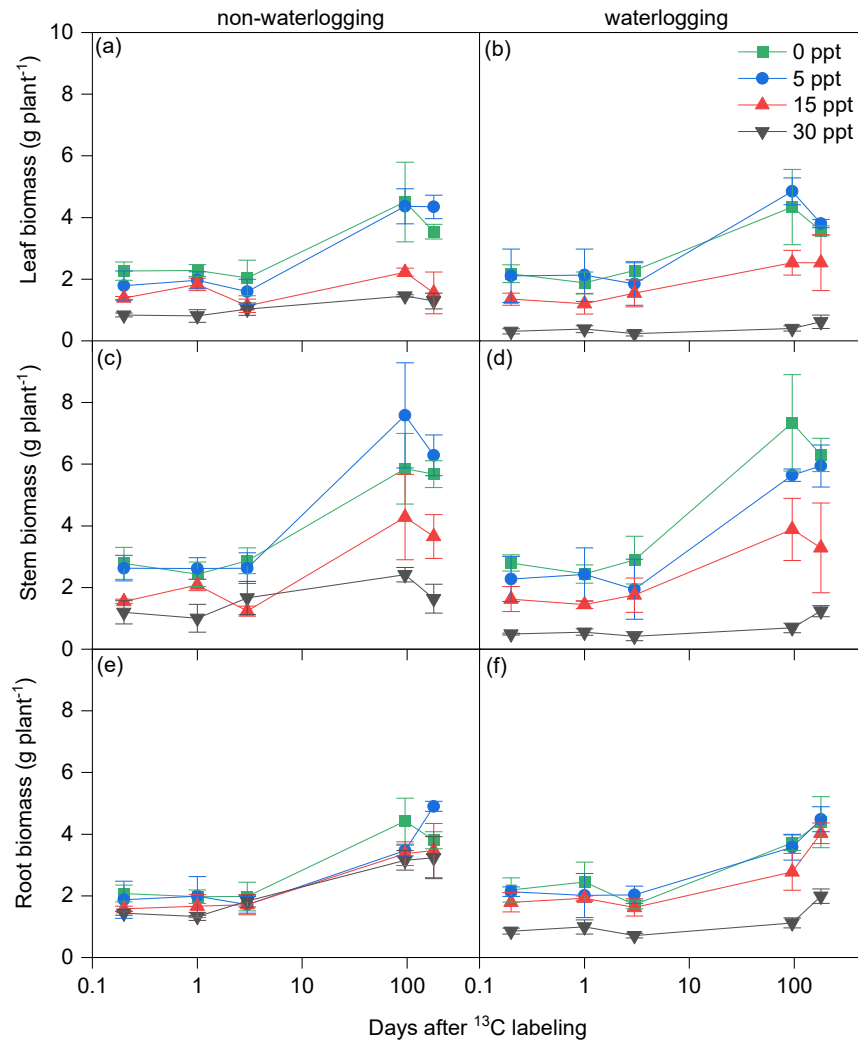 non-waterlogging
waterlogging
(a)
(b)
0 ppt
5 ppt
15 ppt
30 ppt
10
8
6
4
2
0
Leaf biomass (g plant⁻¹)
(c)
(d)
8
6
4
2
0
Stem biomass (g plant⁻¹)
(e)
(f)
8
6
4
2
0
Root biomass (g plant⁻¹)
0.1 1 10 100 0.1 1 10 100
Days after ¹³C labeling